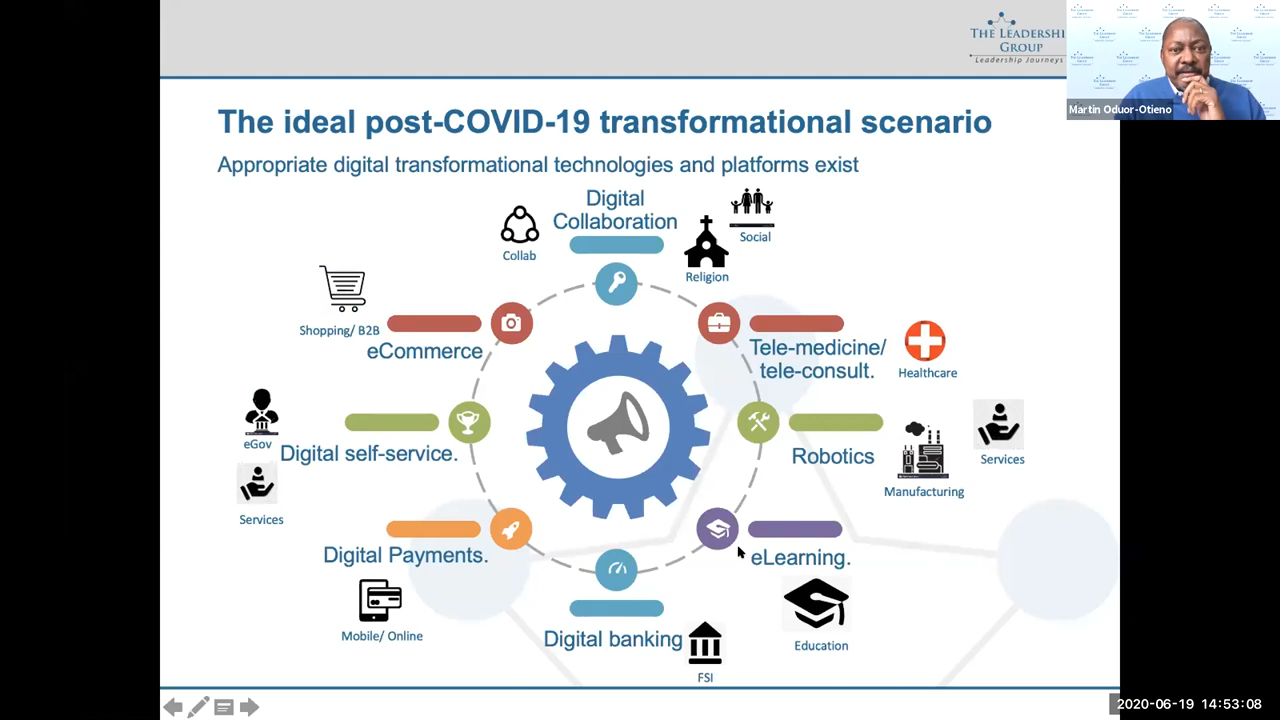 THE LEADERSHI
GROUP
Leadership Journeys
Martin Oduor-Otieno
The ideal post-COVID-19 transformational scenario
Appropriate digital transformational technologies and platforms exist
Digital
Collaboration
Collab
Social
Religion
Shopping/ B2B
eCommerce
Tele-medicine/
tele-consult.
Healthcare
eGov
Digital self-service.
Services
Robotics
Manufacturing
Services
Digital Payments.
Mobile/ Online
eLearning.
Education
Digital banking
FSI
2020-06-19 14:53:08